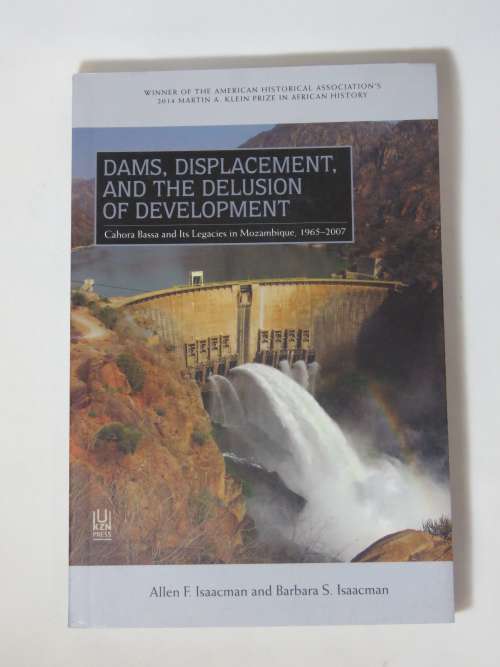 WINNER OF THE AMERICAN HISTORICAL ASSOCIATION'S
2014 MARTIN A. KLEIN PRIZE IN AFRICAN HISTORY
DAMS, DISPLACEMENT,
AND THE DELUSION
OF DEVELOPMENT
Cahora Bassa and Its Legacies in Mozambique, 1965–2007
U
KZN
PRESS
Allen F. Isaacman and Barbara S. Isaacman